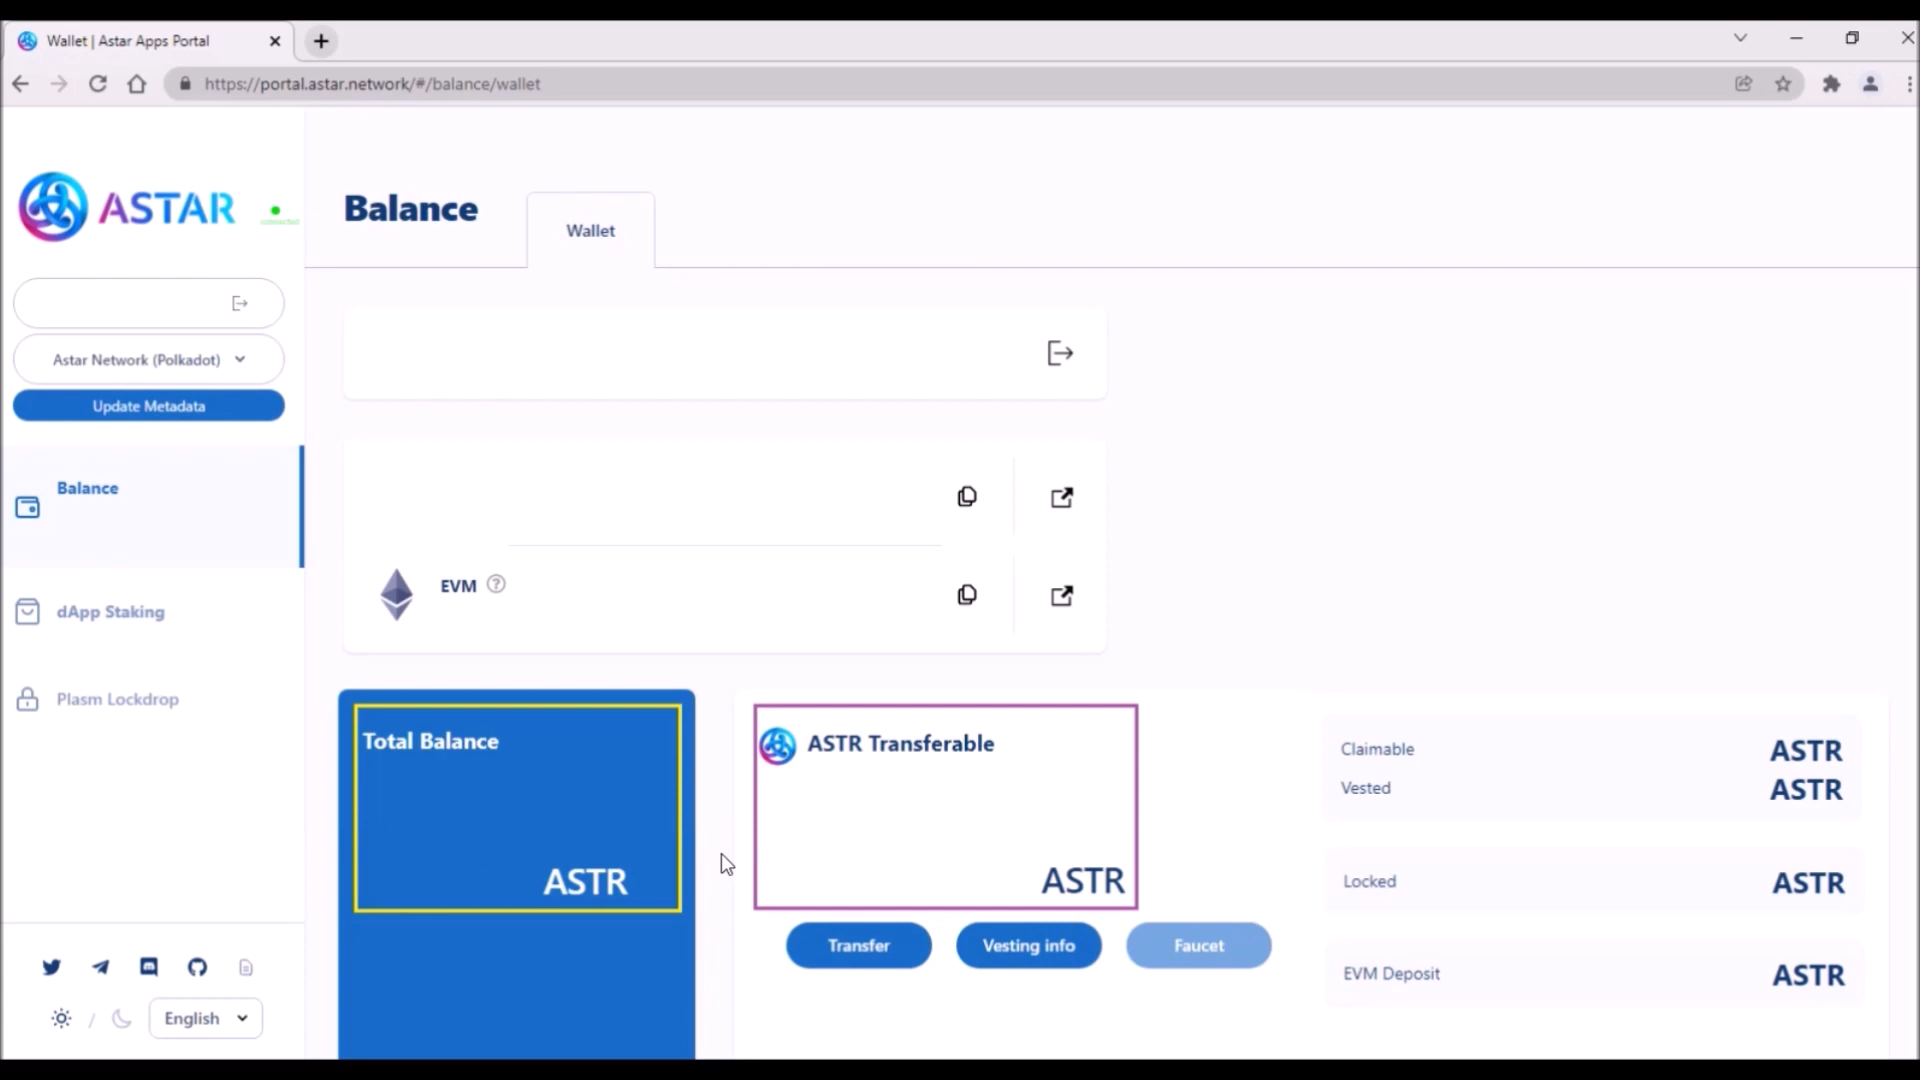 Wallet | Astar Apps Portal
https://portal.astar.network/#/balance/wallet
ASTAR
connected
Astar Network (Polkadot)
Update Metadata
Balance
dApp Staking
Plasm Lockdrop
English
Balance
Wallet
EVM
Total Balance
ASTR
ASTR Transferable
ASTR
Transfer
Vesting info
Faucet
Claimable ASTR
Vested ASTR
Locked ASTR
EVM Deposit ASTR